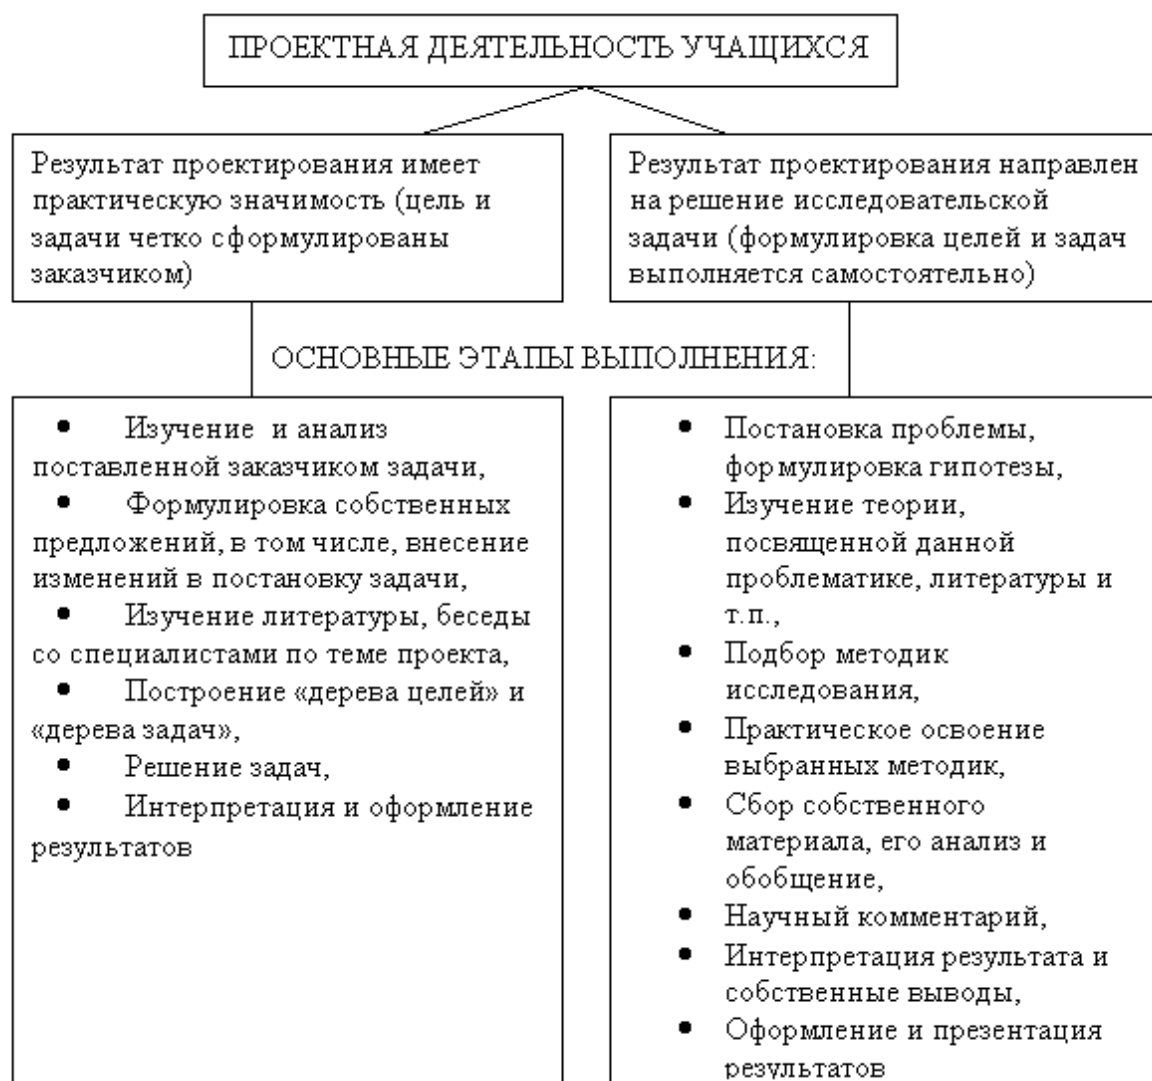 ПРОЕКТНАЯ ДЕЯТЕЛЬНОСТЬ УЧАЩИХСЯ
Результат проектирования имеет
практическую значимость (цель и
задачи четко сформулированы
заказчиком)
Результат проектирования направлен
на решение исследовательской
задачи (формулировка целей и задач
выполняется самостоятельно)
ОСНОВНЫЕ ЭТАПЫ ВЫПОЛНЕНИЯ:
• Изучение и анализ
поставленной заказчиком задачи,
• Формулировка собственных
предложений, в том числе, внесение
изменений в постановку задачи,
• Изучение литературы, беседы
со специалистами по теме проекта,
• Построение «дерева целей» и
«дерева задач»,
• Решение задач,
• Интерпретация и оформление
результатов
• Постановка проблемы,
формулировка гипотезы,
• Изучение теории,
посвященной данной
проблематике, литературы и
т.п.,
• Подбор методик
исследования,
• Практическое освоение
выбранных методик,
• Сбор собственного
материала, его анализ и
обобщение,
• Научный комментарий,
• Интерпретация результата и
собственные выводы,
• Оформление и презентация
результатов